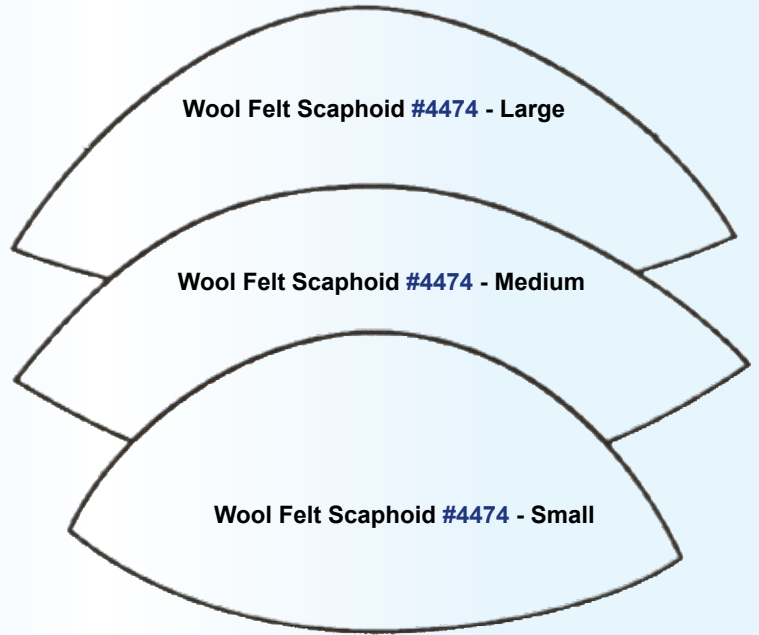 Wool Felt Scaphoid #4474 - Large
Wool Felt Scaphoid #4474 - Medium
Wool Felt Scaphoid #4474 - Small